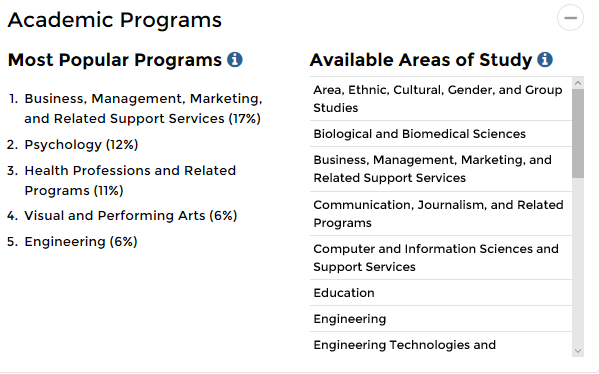 Academic Programs
Most Popular Programs
1. Business, Management, Marketing,
and Related Support Services (17%)
2. Psychology (12%)
3. Health Professions and Related
Programs (11%)
4. Visual and Performing Arts (6%)
5. Engineering (6%)
Available Areas of Study
Area, Ethnic, Cultural, Gender, and Group
Studies
Biological and Biomedical Sciences
Business, Management, Marketing, and
Related Support Services
Communication, Journalism, and Related
Programs
Computer and Information Sciences and
Support Services
Education
Engineering
Engineering Technologies and